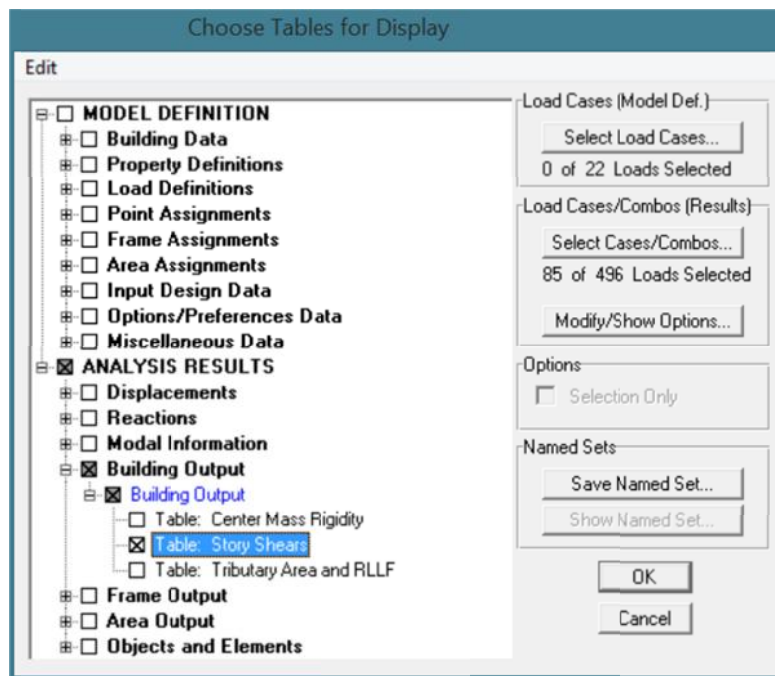 Choose Tables for Display
Edit
MODEL DEFINITION
Building Data
Property Definitions
Load Definitions
Point Assignments
Frame Assignments
Area Assignments
Input Design Data
Options/Preferences Data
Miscellaneous Data
ANALYSIS RESULTS
Displacements
Reactions
Modal Information
Building Output
Building Output
Table: Center Mass Rigidity
Table: Story Shears
Table: Tributary Area and RLLF
Frame Output
Area Output
Objects and Elements
Load Cases (Model Def.)
Select Load Cases...
0 of 22 Loads Selected
Load Cases/Combos (Results)
Select Cases/Combos...
85 of 496 Loads Selected
Modify/Show Options...
Options
Selection Only
Named Sets
Save Named Set...
Show Named Set...
OK
Cancel